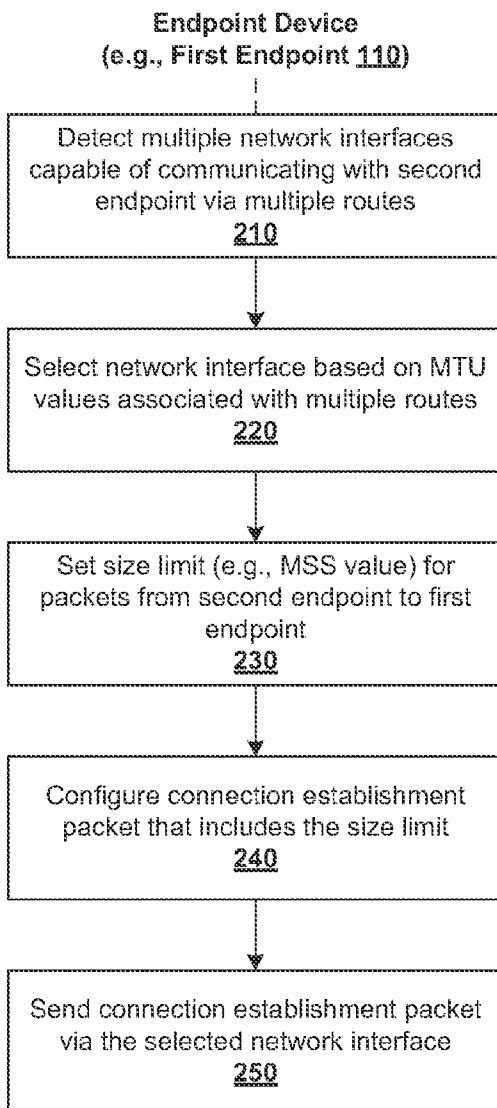 Endpoint Device
(e.g., First Endpoint 110)
Detect multiple network interfaces
capable of communicating with second
endpoint via multiple routes
210
Select network interface based on MTU
values associated with multiple routes
220
Set size limit (e.g., MSS value) for
packets from second endpoint to first
endpoint
230
Configure connection establishment
packet that includes the size limit
240
Send connection establishment packet
via the selected network interface
250